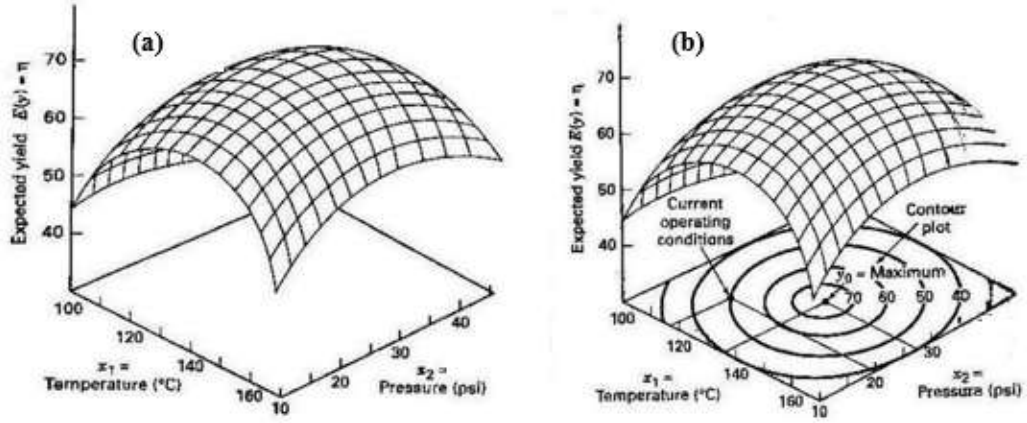 (a)
Expected yield E(y) = η
70
60
50
40
100
120
140
160
x₁ =
Temperature (°C)
10
20
30
40
x₂ =
Pressure (psi)
(b)
Expected yield E(y) = η
70
60
50
40
Current
operating
conditions
Contour
plot
y₀ = Maximum
70 60 50 40
100
120
140
160
x₁ =
Temperature (°C)
10
20
30
x₂ =
Pressure (psi)